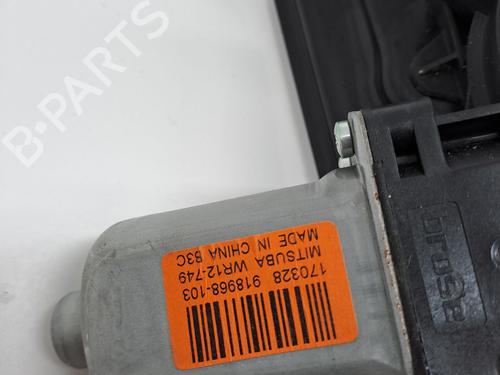 B-PARTS
170328 918968-103
MITSUBA WR12-749
MADE IN CHINA B3C
brose